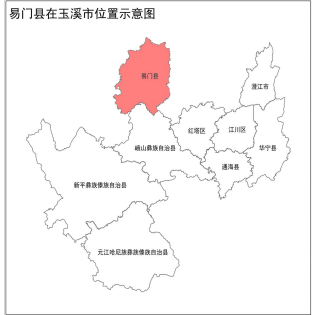 易门县在玉溪市位置示意图
易门县
澄江市
红塔区
江川区
峨山彝族自治县
华宁县
通海县
新平彝族傣族自治县
元江哈尼族彝族傣族自治县